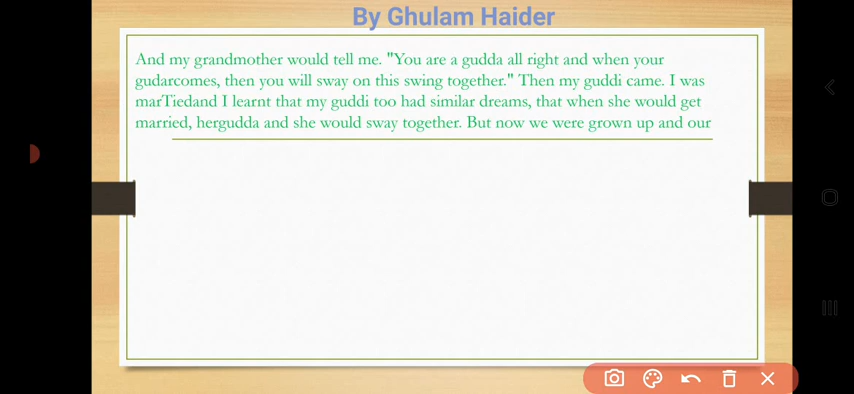 By Ghulam Haider
And my grandmother would tell me. "You are a gudda all right and when your
gudarcomes, then you will sway on this swing together." Then my guddi came. I was
marTiedand I learnt that my guddi too had similar dreams, that when she would get
married, hergudda and she would sway together. But now we were grown up and our